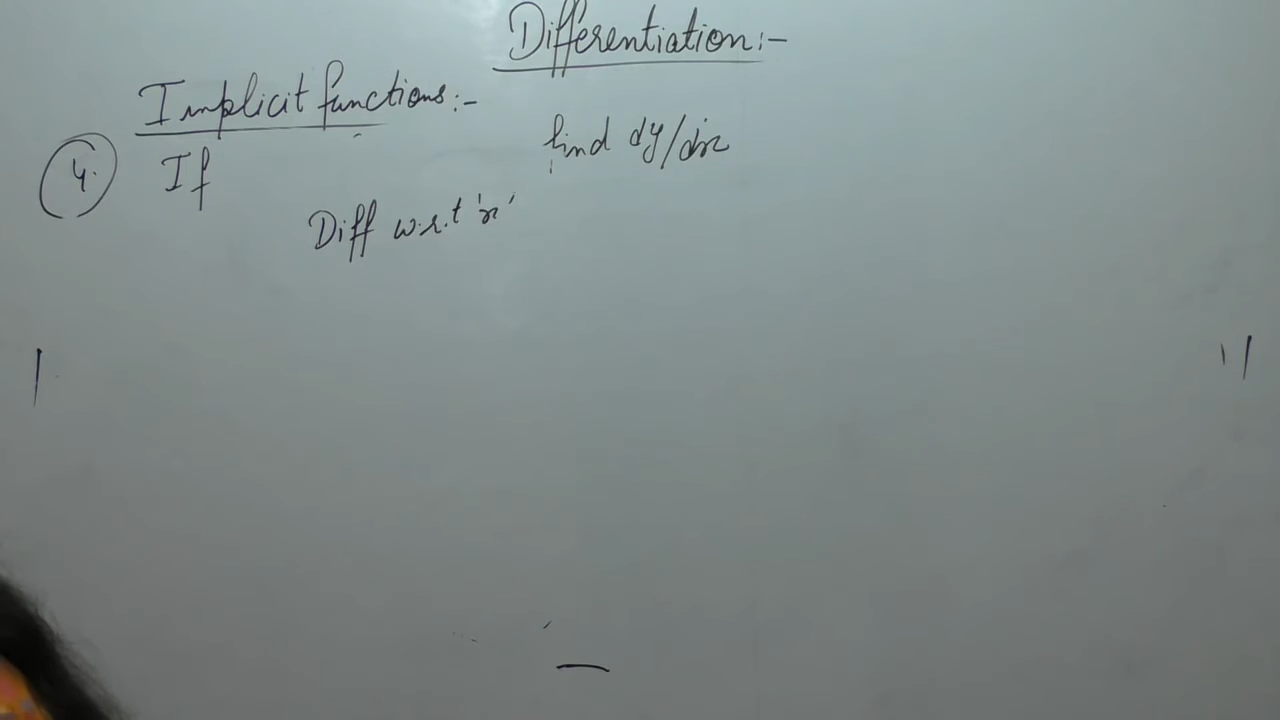 Differentiation:-
Implicit functions:-
4. If find dy/dx
Diff w.r.t 'x'